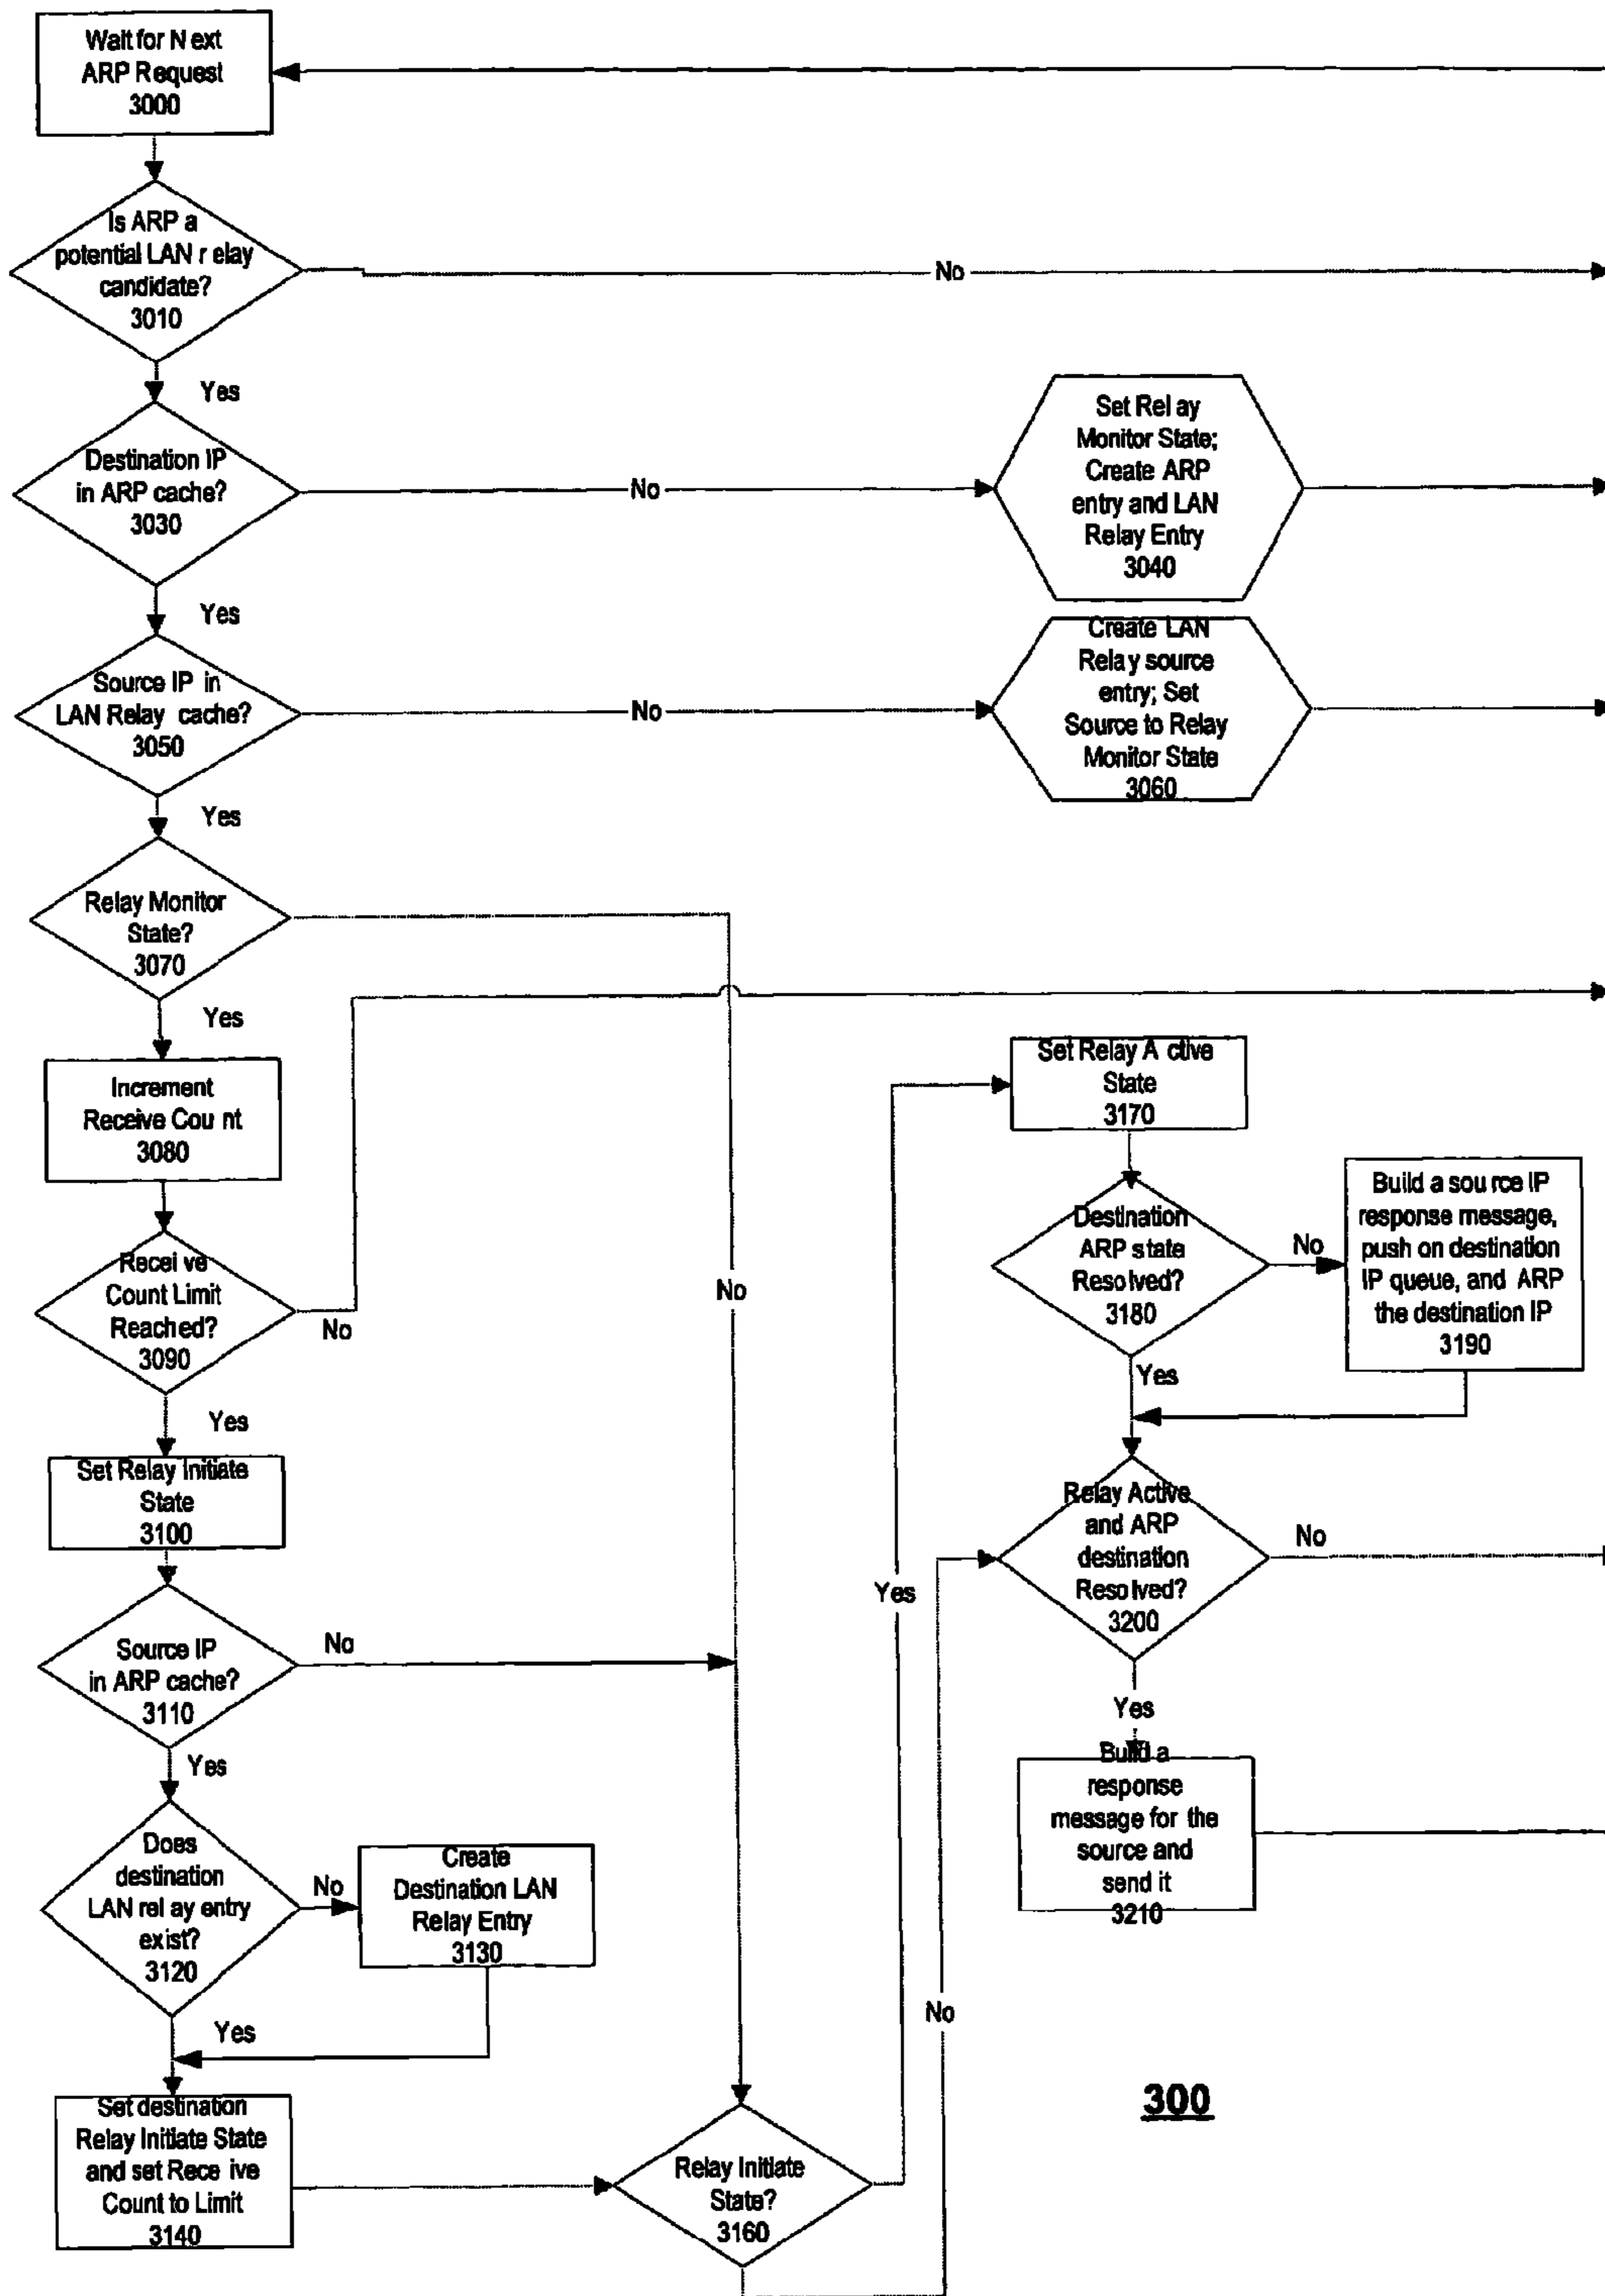 Wait for N ext
ARP Request
3000
Is ARP a
potential LAN r elay
candidate?
3010
No
Yes
Destination IP
in ARP cache?
3030
No
Set Rel ay
Monitor State;
Create ARP
entry and LAN
Relay Entry
3040
Yes
Source IP in
LAN Relay cache?
3050
No
Create LAN
Relay source
entry; Set
Source to Relay
Monitor State
3060
Yes
Relay Monitor
State?
3070
No
Yes
Increment
Receive Cou nt
3080
Recei ve
Count Limit
Reached?
3090
No
Yes
Set Relay Initiate
State
3100
Source IP
in ARP cache?
3110
No
Yes
Does
destination
LAN rel ay entry
exist?
3120
No
Create
Destination LAN
Relay Entry
3130
Yes
Set destination
Relay Initiate State
and set Rece ive
Count to Limit
3140
Relay Initiate
State?
3160
Yes
No
Set Relay A ctive
State
3170
Destination
ARP state
Resolved?
3180
No
Build a sou rce IP
response message,
push on destination
IP queue, and ARP
the destination IP
3190
Yes
Relay Active
and ARP
destination
Resolved?
3200
No
Yes
Build a
response
message for the
source and
send it
3210
300